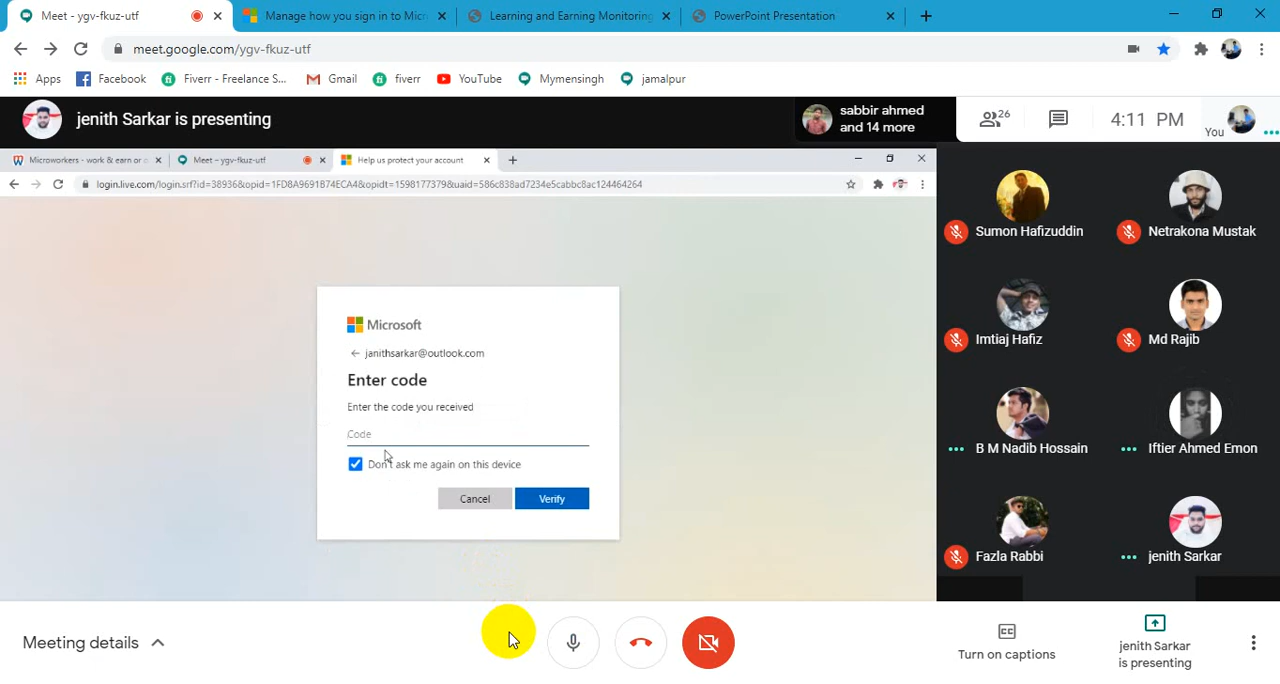 Meet - ygv-fkuz-utf
Manage how you sign in to Micr
Learning and Earning Monitoring
PowerPoint Presentation
meet.google.com/ygv-fkuz-utf
Apps
Facebook
Fiverr - Freelance S...
Gmail
fiverr
YouTube
Mymensingh
jamalpur
jenith Sarkar is presenting
sabbir ahmed
and 14 more
26
4:11 PM
You
Microworkers - work & earn or o
Meet – ygv-fkuz-utf
Help us protect your account
login.live.com/login.srf?id=38936&opid=1FD8A9691B74ECA4&opidt=1598177379&uaid=586c838ad7234e5cabbc8ac124464264
Microsoft
janithsarkar@outlook.com
Enter code
Enter the code you received
Code
Don't ask me again on this device
Cancel
Verify
Sumon Hafizuddin
Netrakona Mustak
Imtiaj Hafiz
Md Rajib
B M Nadib Hossain
Iftier Ahmed Emon
Fazla Rabbi
jenith Sarkar
Meeting details
CC
Turn on captions
jenith Sarkar
is presenting